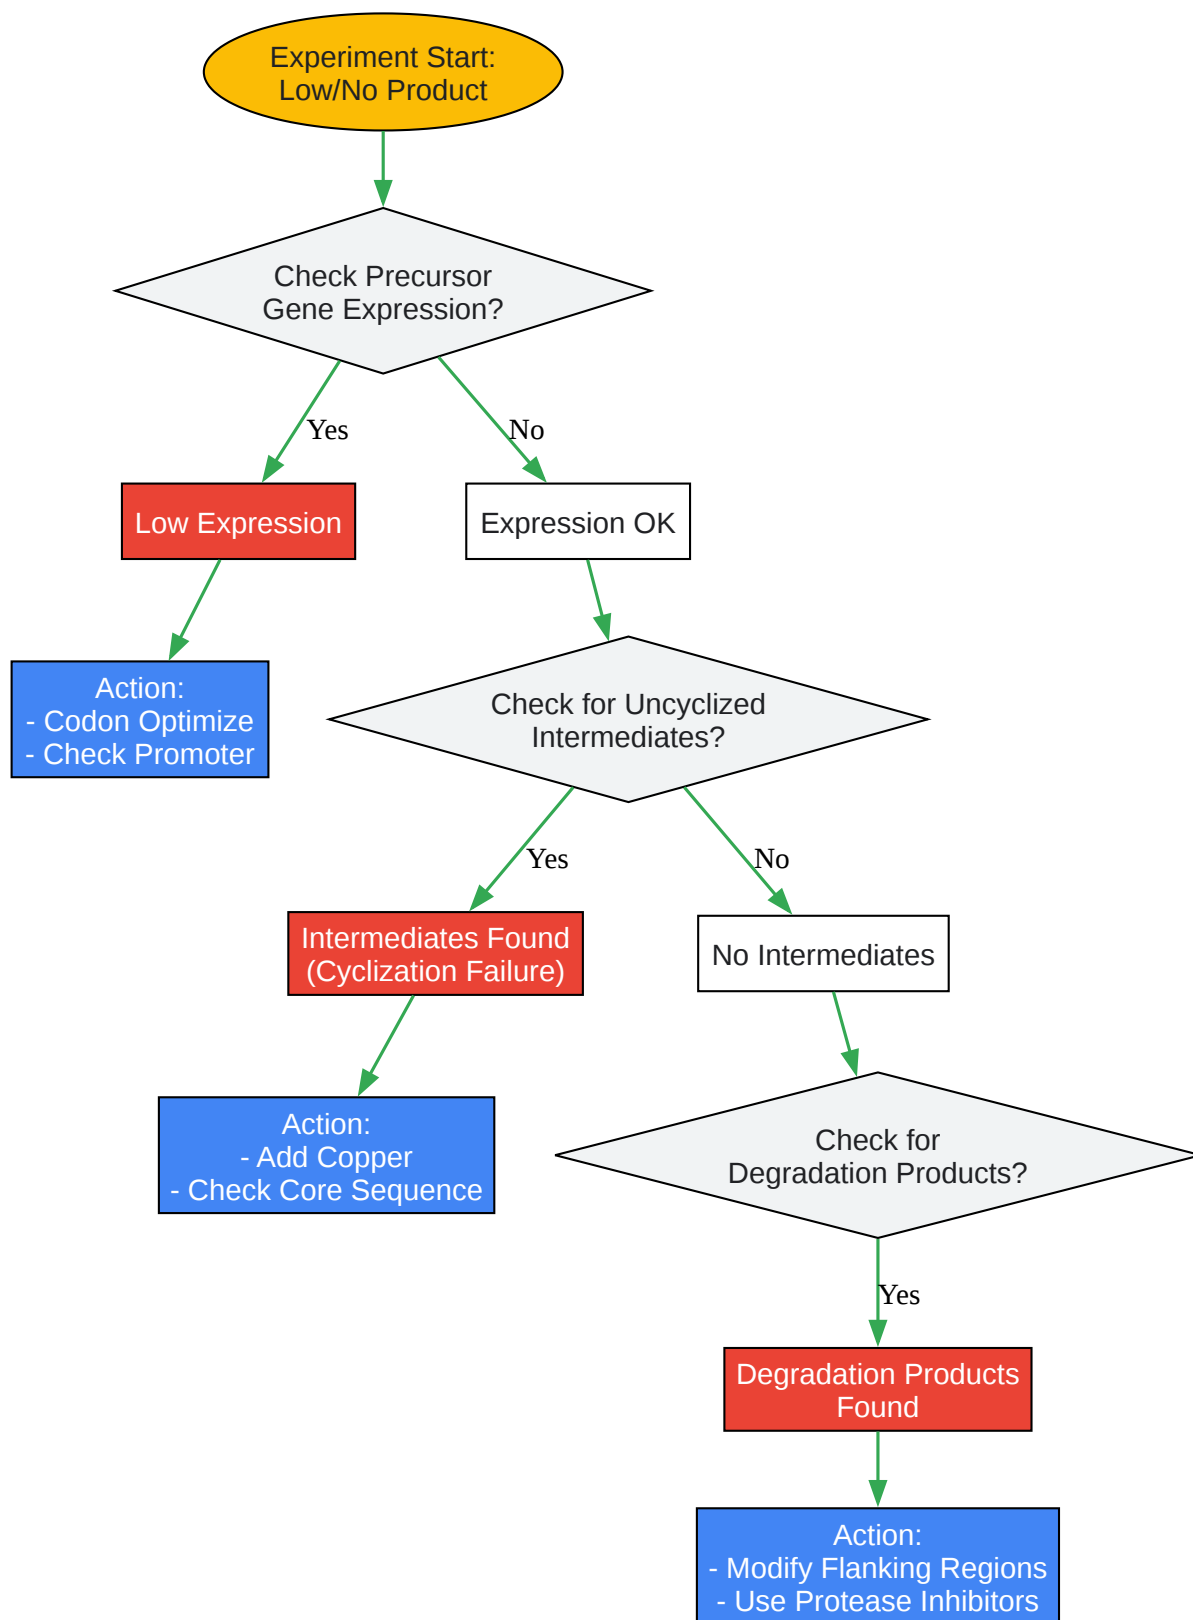 Experiment Start:
Low/No Product
Check Precursor
Gene Expression?
Yes
No
Low Expression
Expression OK
Action:
- Codon Optimize
- Check Promoter
Check for Uncyclized
Intermediates?
Yes
No
Intermediates Found
(Cyclization Failure)
No Intermediates
Action:
- Add Copper
- Check Core Sequence
Check for
Degradation Products?
Yes
Degradation Products
Found
Action:
- Modify Flanking Regions
- Use Protease Inhibitors